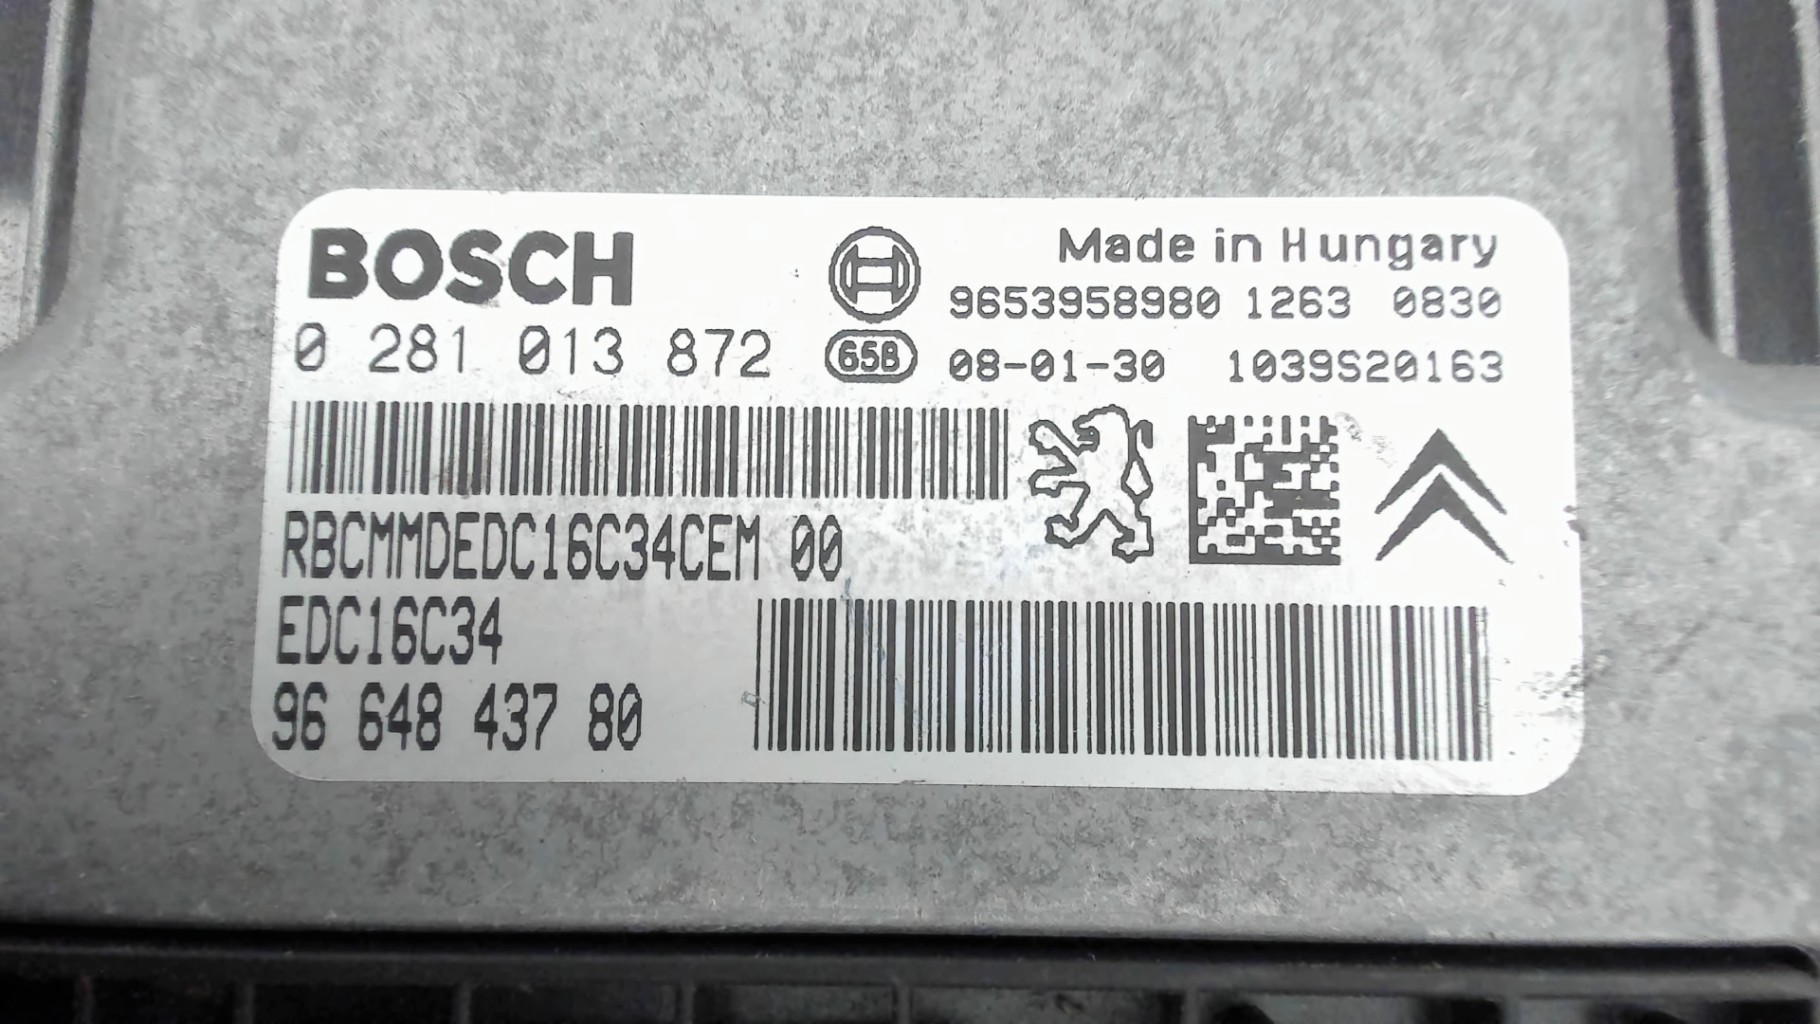 BOSCH
Made in Hungary
9653958980 1263 0830
0 281 013 872
65B
08-01-30 1039S20163
RBCMMDEDC16C34CEM 00
EDC16C34
96 648 437 80